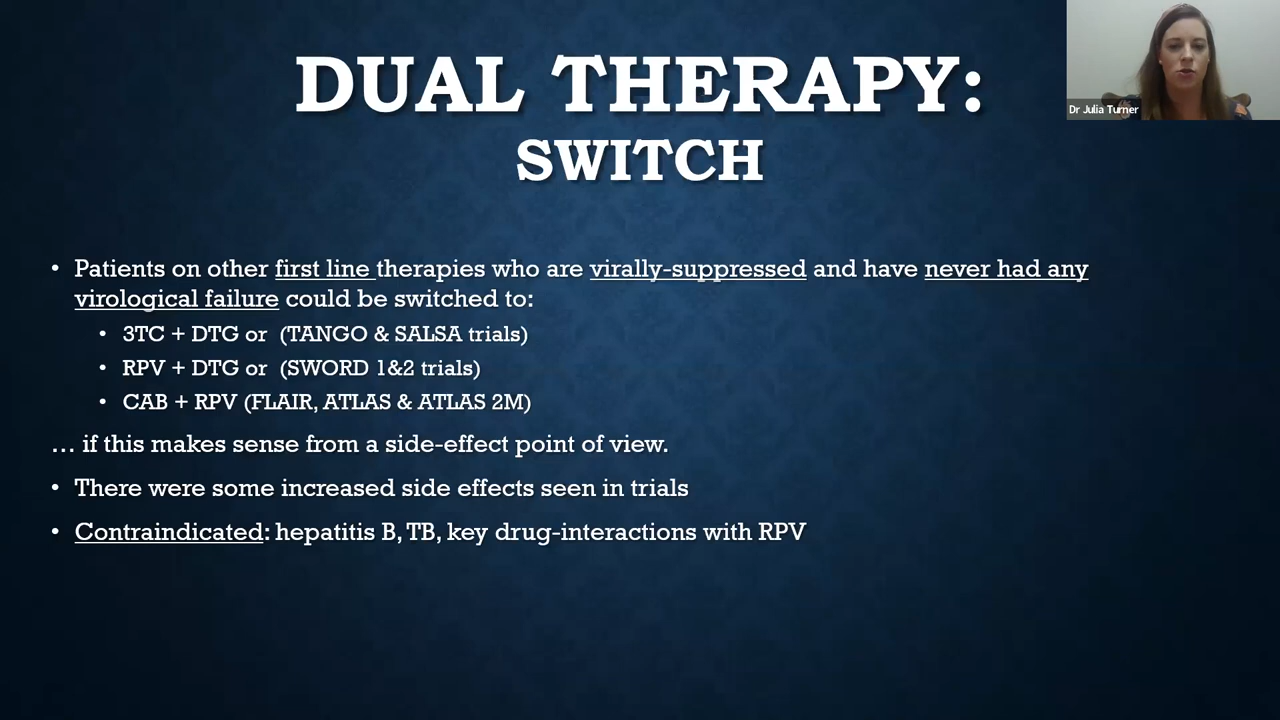 DUAL THERAPY:
SWITCH
Dr Julia Turner
• Patients on other first line therapies who are virally-suppressed and have never had any
virological failure could be switched to:
• 3TC + DTG or (TANGO & SALSA trials)
• RPV + DTG or (SWORD 1&2 trials)
• CAB + RPV (FLAIR, ATLAS & ATLAS 2M)
... if this makes sense from a side-effect point of view.
• There were some increased side effects seen in trials
• Contraindicated: hepatitis B, TB, key drug-interactions with RPV